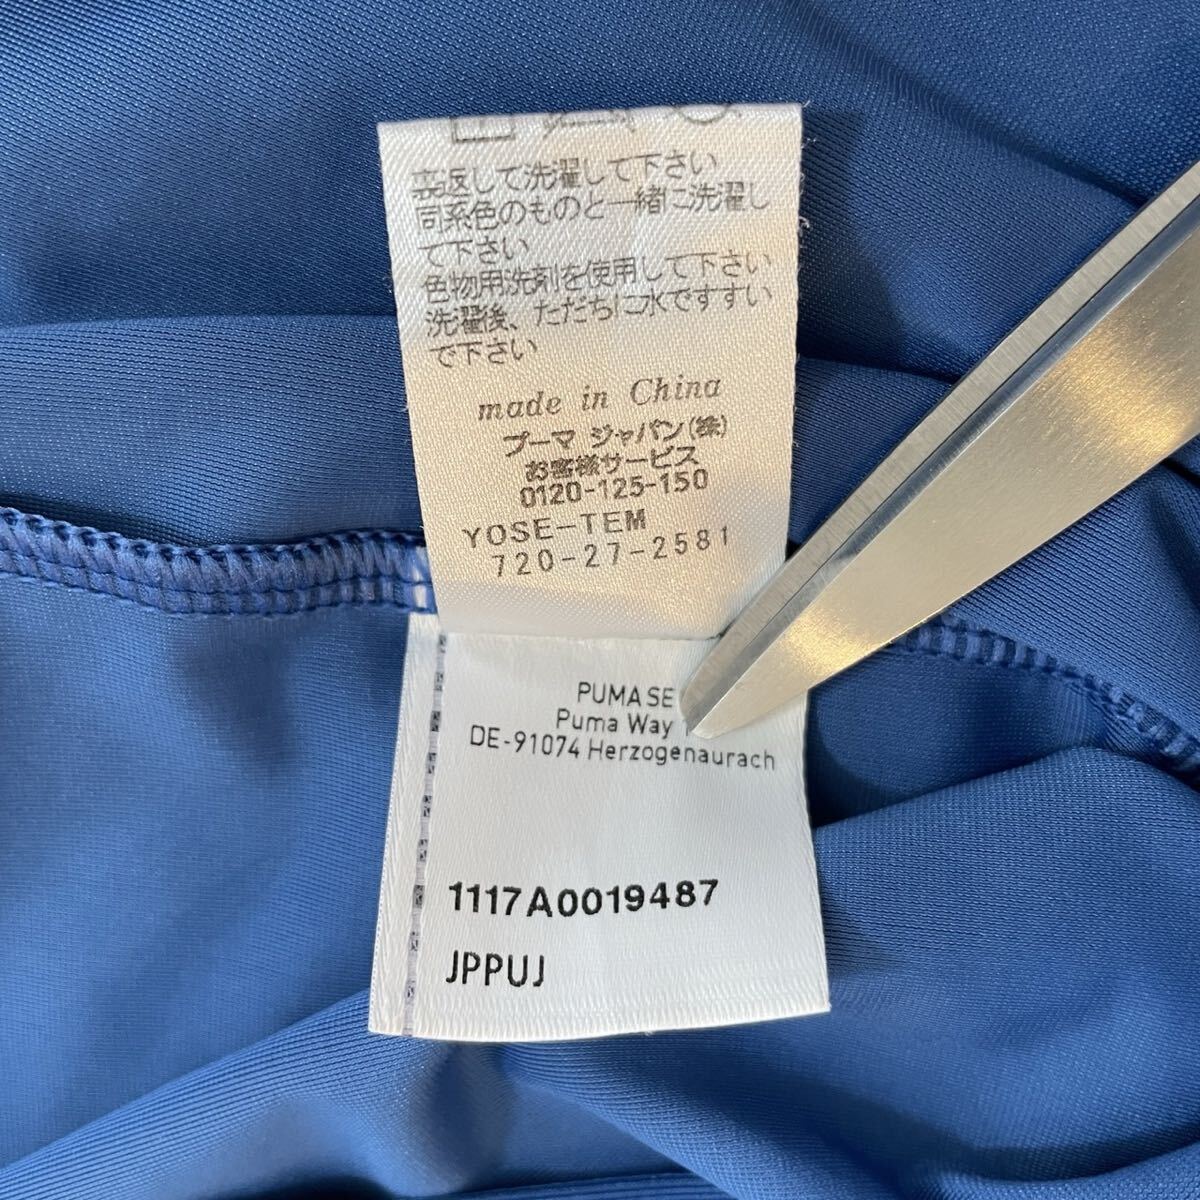 裏返して洗濯して下さい
同系色のものと一緒に洗濯し
て下さい
色物用洗剤を使用して下さい
洗濯後、ただちに水ですすい
で下さい
made in China
プーマ ジャパン(株)
お客様サービス
0120-125-150
YOSE-TEM
720-27-2581
PUMA SE
Puma Way
DE-91074 Herzogenaurach
1117A0019487
JPPUJ